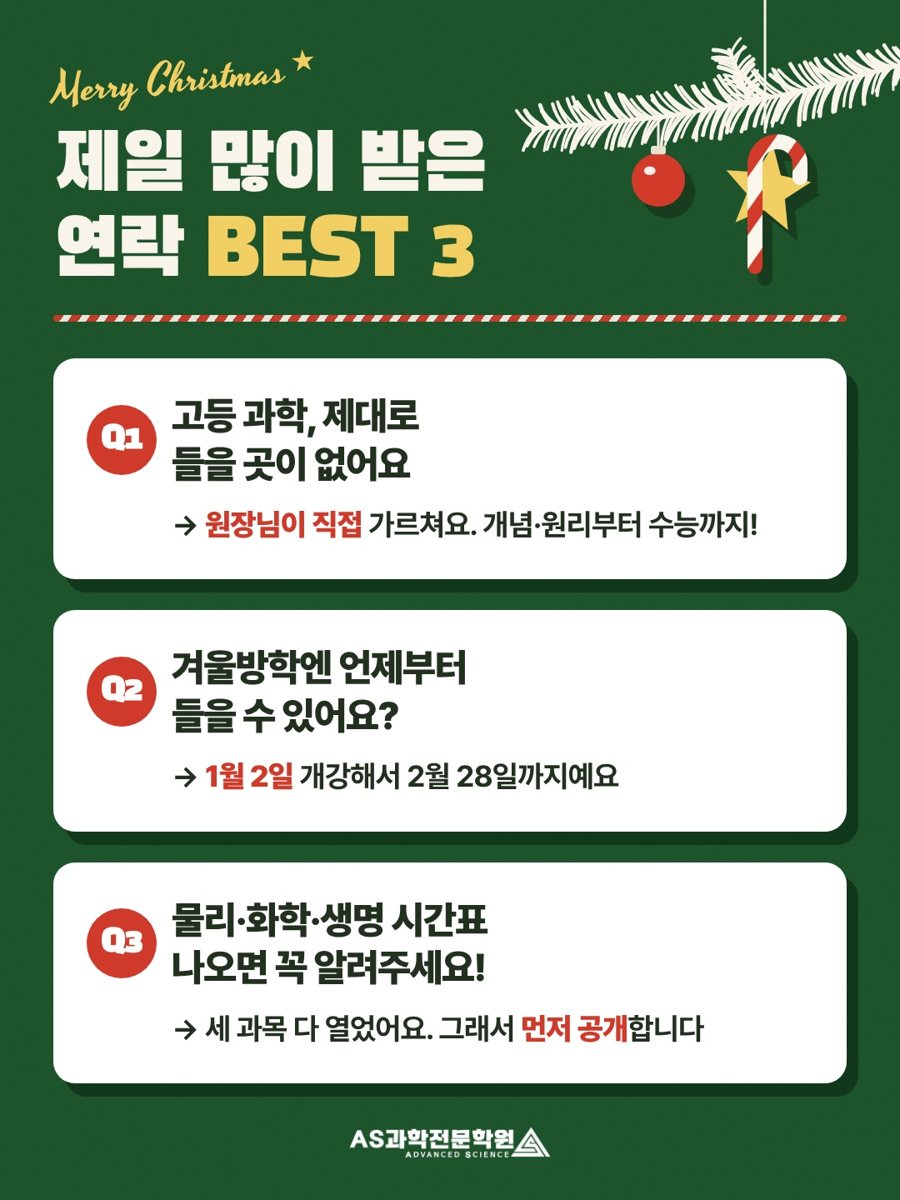 Merry Christmas
제일 많이 받은
연락 BEST 3
Q1
고등 과학, 제대로
들을 곳이 없어요
→ 원장님이 직접 가르쳐요. 개념·원리부터 수능까지!
Q2
겨울방학엔 언제부터
들을 수 있어요?
→ 1월 2일 개강해서 2월 28일까지예요
Q3
물리·화학·생명 시간표
나오면 꼭 알려주세요!
→ 세 과목 다 열었어요. 그래서 먼저 공개합니다
AS과학전문학원
ADVANCED SCIENCE